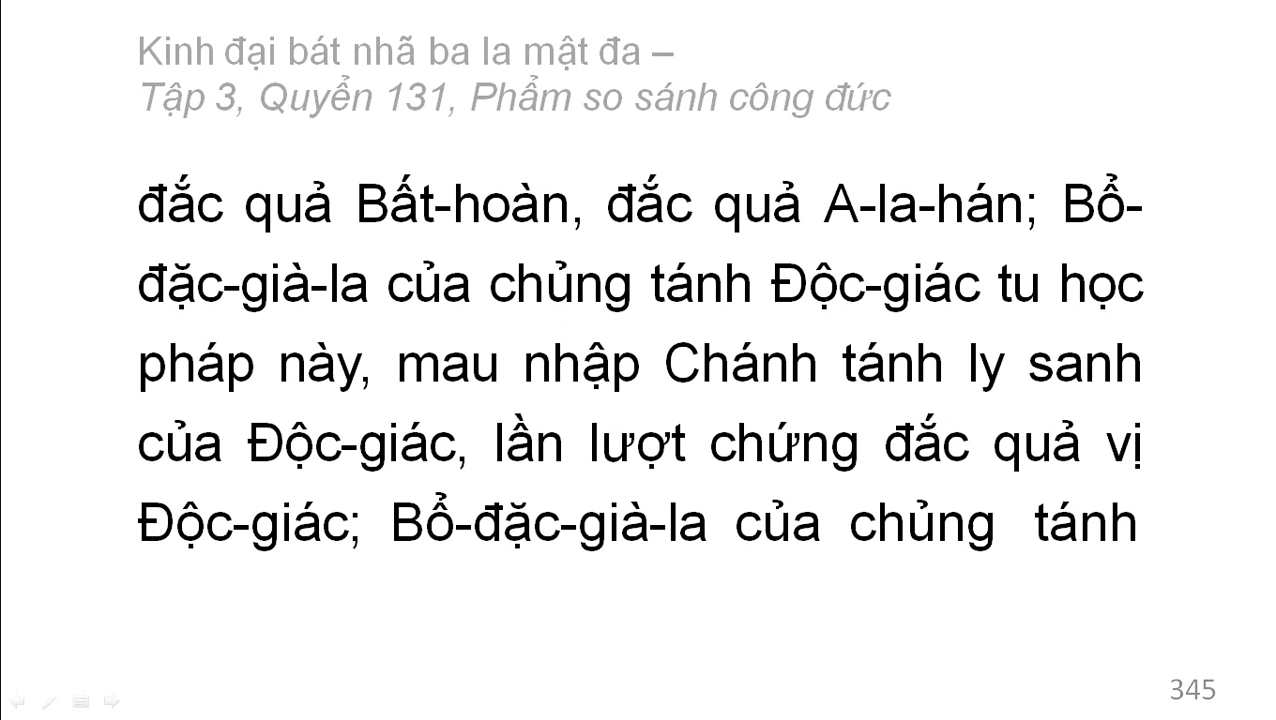 Kinh đại bát nhã ba la mật đa –
Tập 3, Quyển 131, Phẩm so sánh công đức
đắc quả Bất-hoàn, đắc quả A-la-hán; Bổ-
đặc-già-la của chủng tánh Độc-giác tu học
pháp này, mau nhập Chánh tánh ly sanh
của Độc-giác, lần lượt chứng đắc quả vị
Độc-giác; Bổ-đặc-già-la của chủng tánh
345